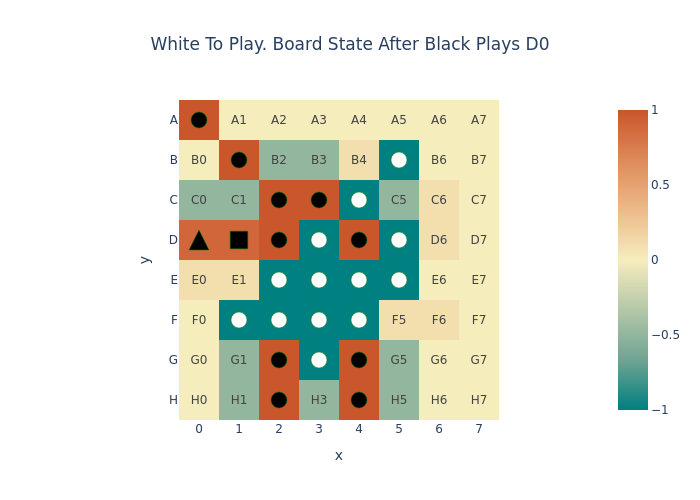 White To Play. Board State After Black Plays D0
A A1 A2 A3 A4 A5 A6 A7
B B0 B2 B3 B4 B6 B7
C C0 C1 C5 C6 C7
D D6 D7
E E0 E1 E6 E7
F F0 F5 F6 F7
G G0 G1 G5 G6 G7
H H0 H1 H3 H5 H6 H7
0 1 2 3 4 5 6 7
x
y
1
0.5
0
−0.5
−1